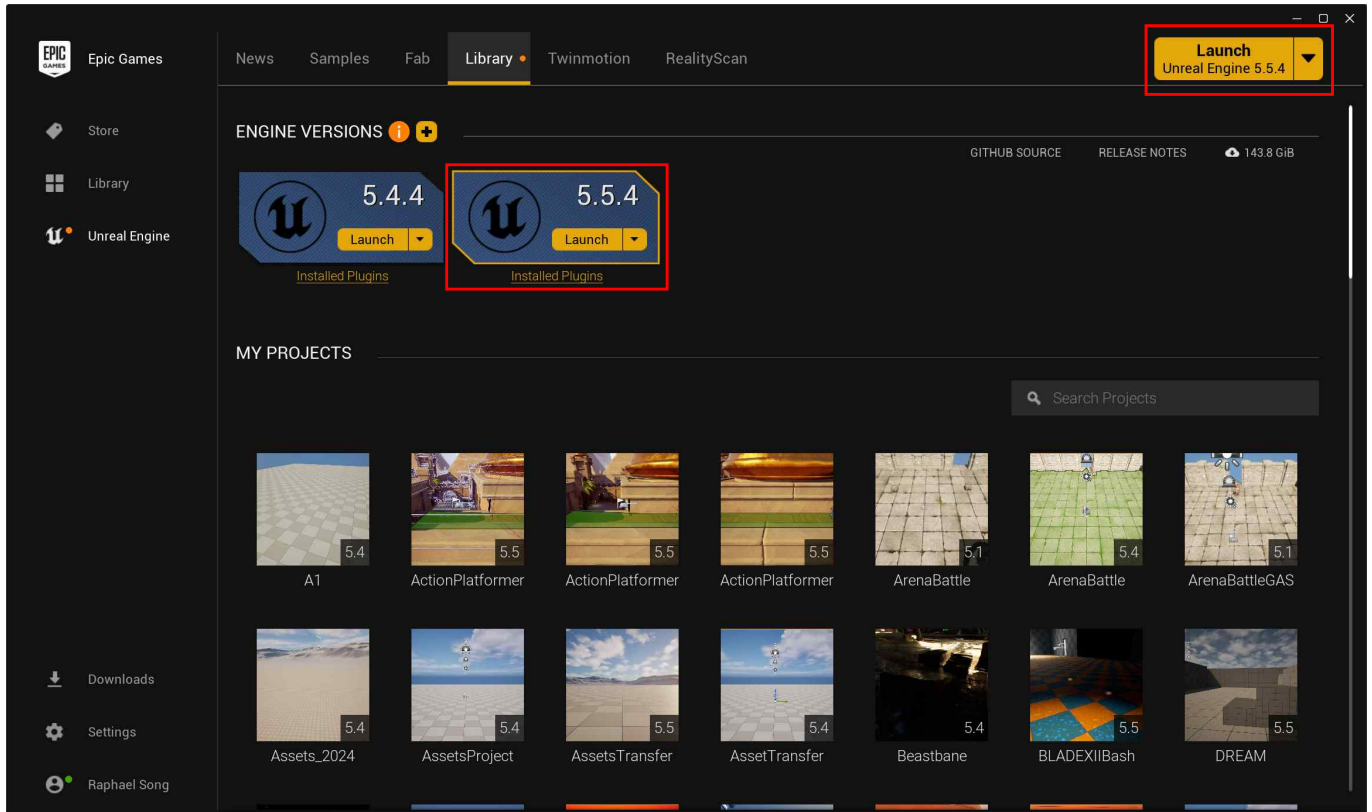 EPIC
GAMES
Epic Games
News
Samples
Fab
Library
Twinmotion
RealityScan
Launch
Unreal Engine 5.5.4
Store
Library
Unreal Engine
ENGINE VERSIONS
GITHUB SOURCE
RELEASE NOTES
143.8 GiB
5.4.4
Launch
Installed Plugins
5.5.4
Launch
Installed Plugins
MY PROJECTS
Search Projects
5.4
A1
5.5
ActionPlatformer
5.5
ActionPlatformer
5.5
ActionPlatformer
5.1
ArenaBattle
5.4
ArenaBattle
5.1
ArenaBattleGAS
5.4
Assets_2024
5.4
AssetsProject
5.5
AssetsTransfer
5.4
AssetTransfer
5.4
Beastbane
5.5
BLADEXIIBash
5.5
DREAM
Downloads
Settings
Raphael Song